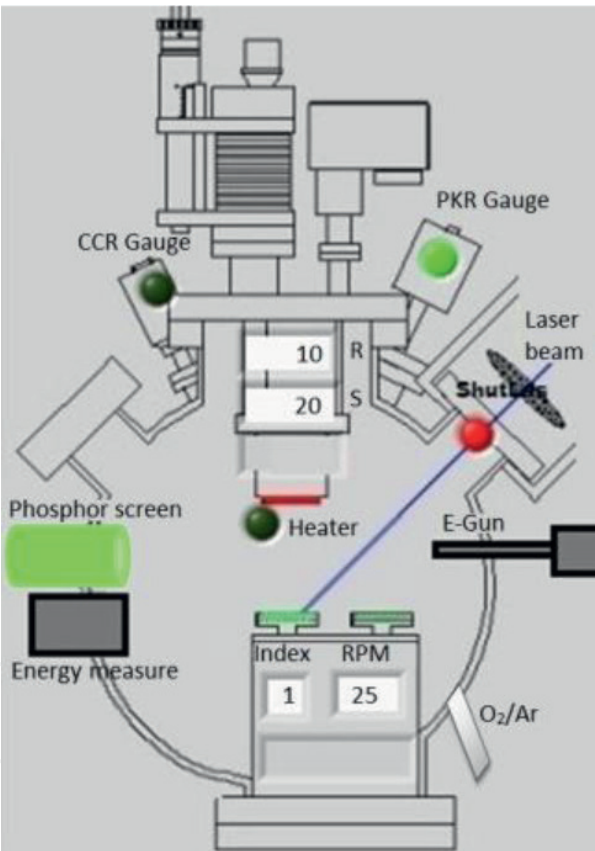 PKR Gauge
CCR Gauge
Laser
beam
10 R
20 S
Phosphor screen
Heater
E-Gun
Energy measure
Index RPM
1 25
O₂/Ar